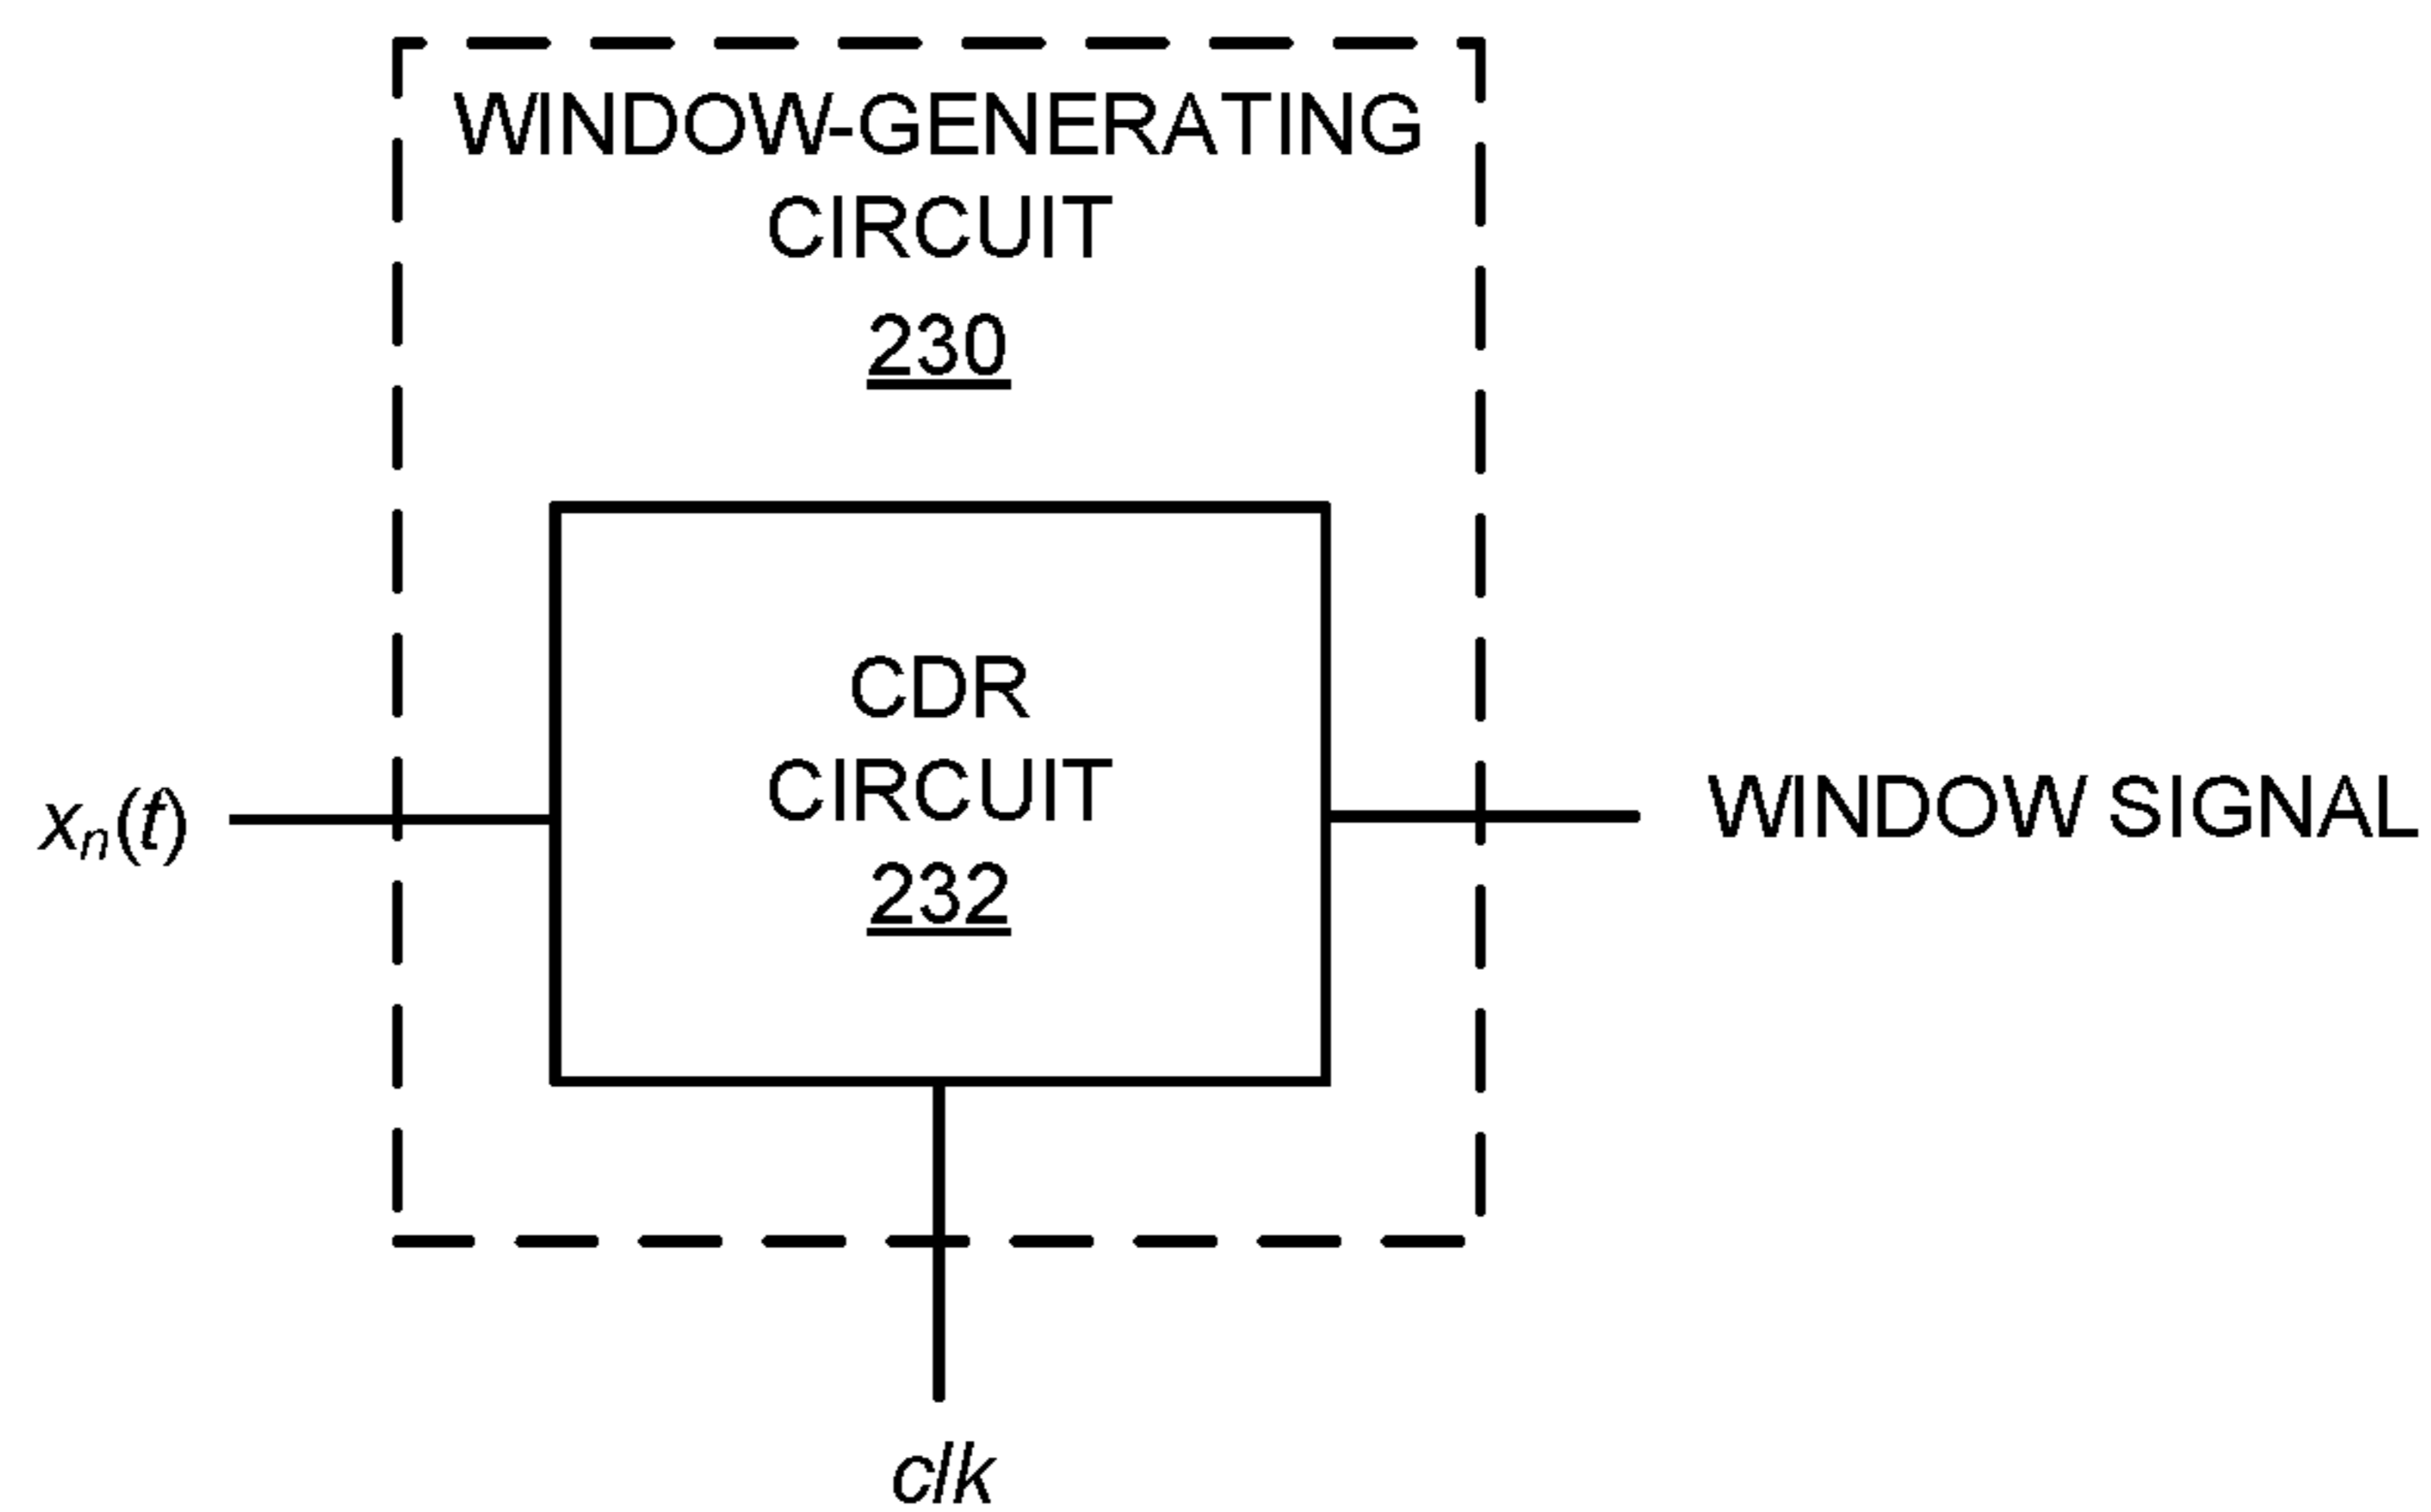 WINDOW-GENERATING
CIRCUIT
230
CDR
CIRCUIT
232
xn(t)
WINDOW SIGNAL
clk